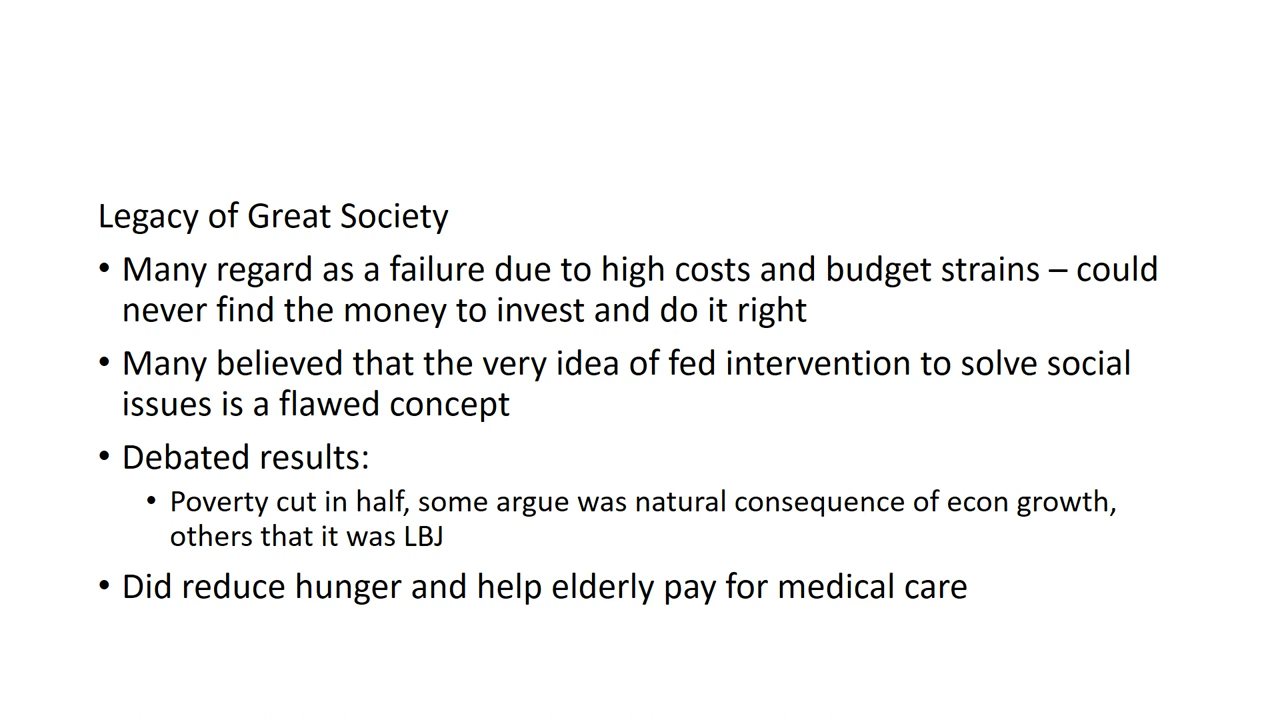 Legacy of Great Society
• Many regard as a failure due to high costs and budget strains – could
never find the money to invest and do it right
• Many believed that the very idea of fed intervention to solve social
issues is a flawed concept
• Debated results:
• Poverty cut in half, some argue was natural consequence of econ growth,
others that it was LBJ
• Did reduce hunger and help elderly pay for medical care